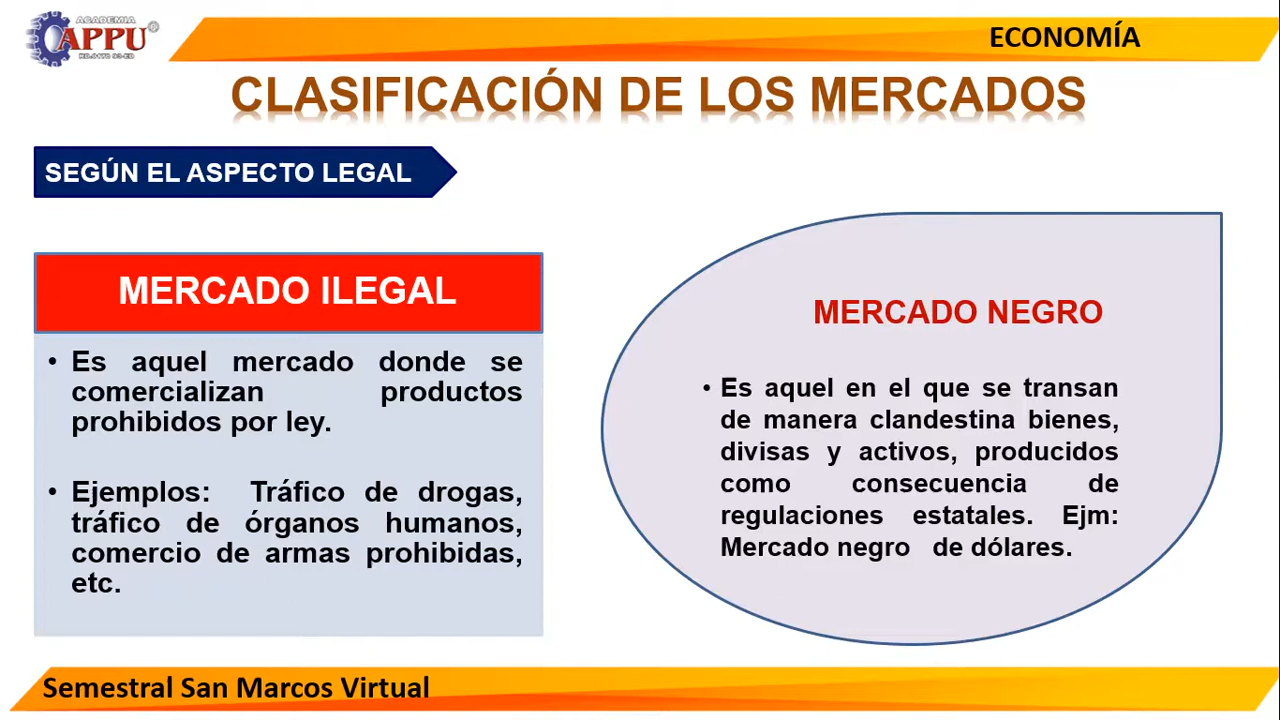 ACADEMIA
APPU
ECONOMÍA
CLASIFICACIÓN DE LOS MERCADOS
SEGÚN EL ASPECTO LEGAL
MERCADO ILEGAL
• Es aquel mercado donde se
comercializan productos
prohibidos por ley.
• Ejemplos: Tráfico de drogas,
tráfico de órganos humanos,
comercio de armas prohibidas,
etc.
MERCADO NEGRO
• Es aquel en el que se transan
de manera clandestina bienes,
divisas y activos, producidos
como consecuencia de
regulaciones estatales. Ejm:
Mercado negro de dólares.
Semestral San Marcos Virtual